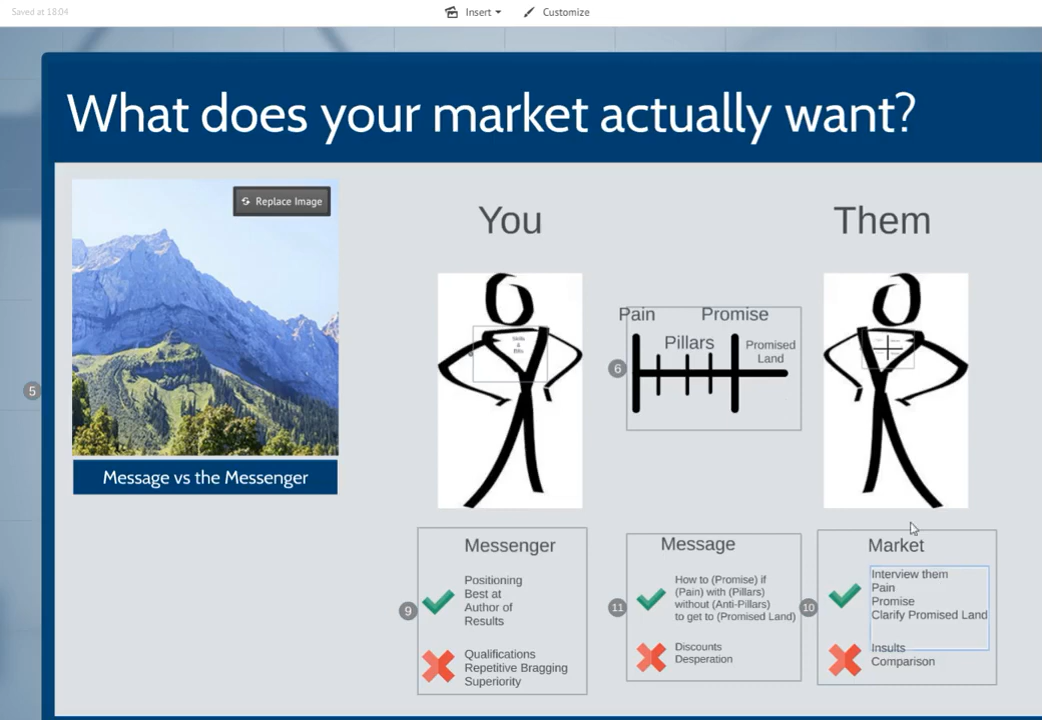 Saved at 18:04
Insert
Customize
What does your market actually want?
Replace Image
Message vs the Messenger
You
Them
Skills
&
Pain
Promise
Pillars
Promised
Land
5
6
Messenger
Positioning
Best at
Author of
Results
Qualifications
Repetitive Bragging
Superiority
9
Message
How to (Promise) if
(Pain) with (Pillars)
without (Anti-Pillars)
to get to (Promised Land)
Discounts
Desperation
11
Market
Interview them
Pain
Promise
Clarify Promised Land
Insults
Comparison
10